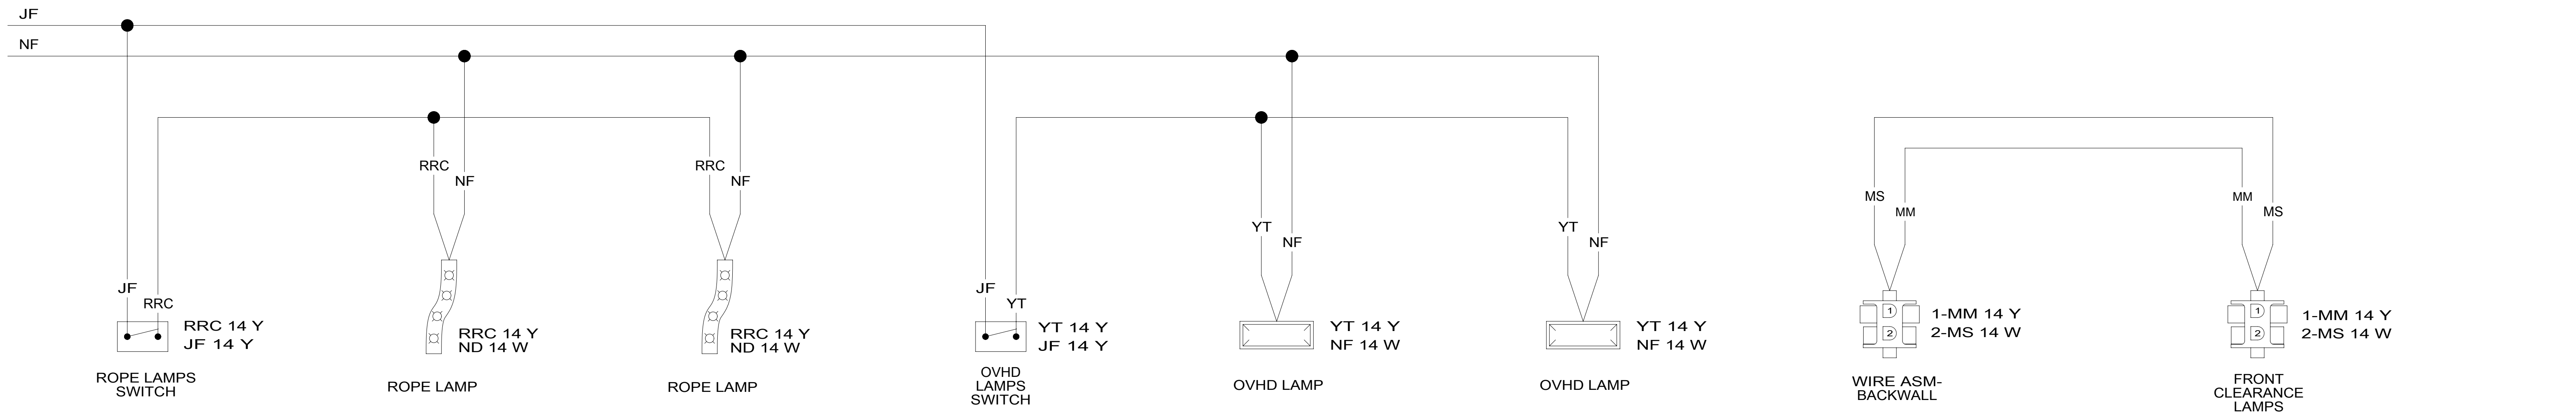 JF
NF
RRC
NF
RRC
NF
MS
MM
MM
MS
YT
NF
YT
NF
JF
RRC
JF
YT
RRC 14 Y
JF 14 Y
RRC 14 Y
ND 14 W
RRC 14 Y
ND 14 W
YT 14 Y
JF 14 Y
YT 14 Y
NF 14 W
YT 14 Y
NF 14 W
1
2
1-MM 14 Y
2-MS 14 W
1
2
1-MM 14 Y
2-MS 14 W
ROPE LAMPS
SWITCH
ROPE LAMP
ROPE LAMP
OVHD
LAMPS
SWITCH
OVHD LAMP
OVHD LAMP
WIRE ASM-
BACKWALL
FRONT
CLEARANCE
LAMPS